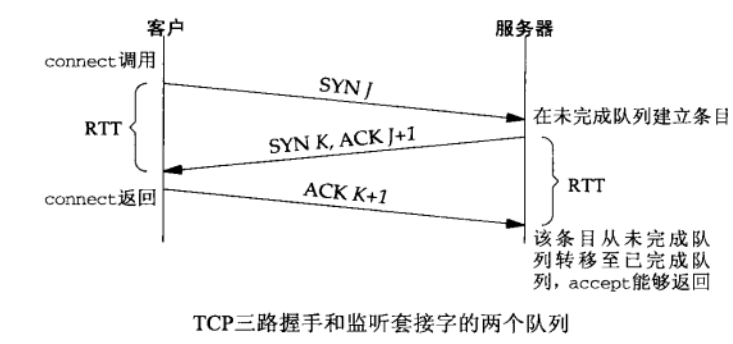 客户
服务器
connect调用
SYN J
在未完成队列建立条目
RTT
SYN K, ACK J+1
RTT
connect返回
ACK K+1
该条目从未完成队
列转移至已完成队
列，accept能够返回
TCP三路握手和监听套接字的两个队列